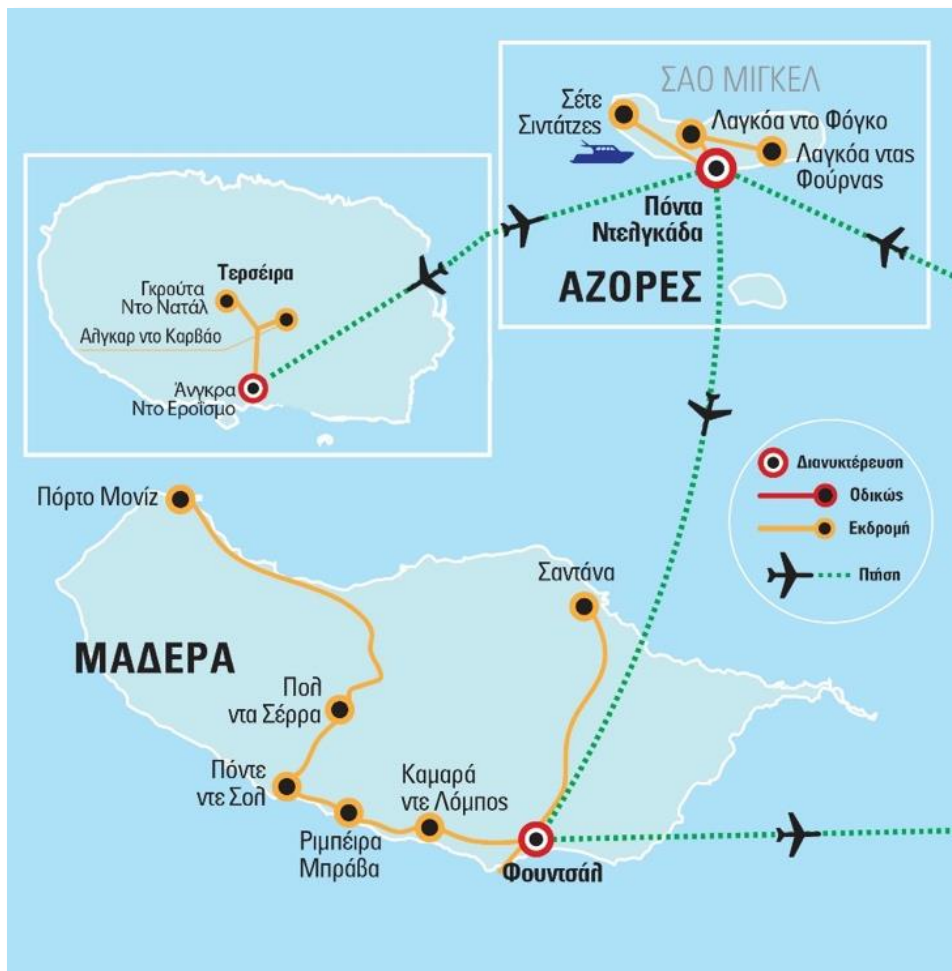 ΣΑΟ ΜΙΓΚΕΛ
Σέτε
Σιντάτζες
Λαγκόα ντο Φόγκο
Λαγκόα ντας
Φούρνας
Πόντα
Ντελγκάδα
ΑΖΟΡΕΣ
Τερσέιρα
Γκρούτα
Ντο Νατάλ
Αλγκαρ ντο Καρβάο
Άνγκρα
Ντο Εροΐσμο
Διανυκτέρευση
Οδικώς
Εκδρομή
Πτήση
Πόρτο Μονίζ
Σαντάνα
ΜΑΔΕΡΑ
Πολ
ντα Σέρρα
Πόντε
ντε Σολ
Καμαρά
ντε Λόμπος
Ριμπέιρα
Μπράβα
Φουντσάλ